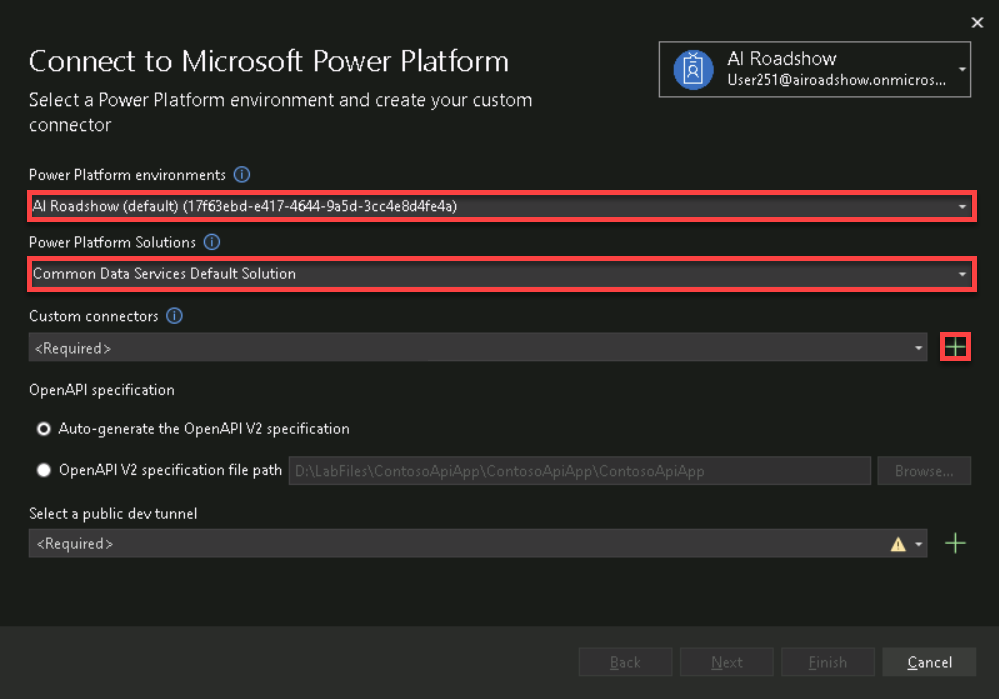 Connect to Microsoft Power Platform
Select a Power Platform environment and create your custom
connector
AI Roadshow
User251@airoadshow.onmicros...
Power Platform environments
AI Roadshow (default) (17f63ebd-e417-4644-9a5d-3cc4e8d4fe4a)
Power Platform Solutions
Common Data Services Default Solution
Custom connectors
<Required>
OpenAPI specification
Auto-generate the OpenAPI V2 specification
OpenAPI V2 specification file path D:\LabFiles\ContosoApiApp\ContosoApiApp\ContosoApiApp Browse...
Select a public dev tunnel
<Required>
Back Next Finish Cancel